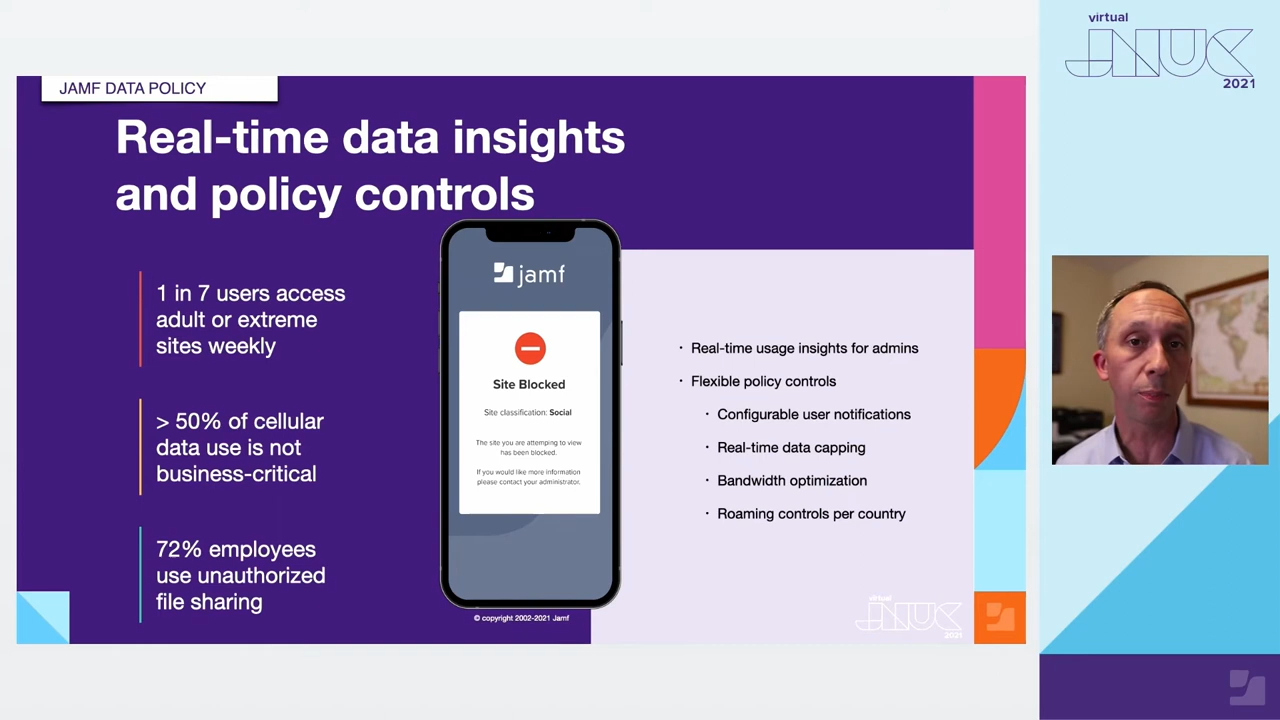 virtual
JNUC
2021
JAMF DATA POLICY
Real-time data insights
and policy controls
1 in 7 users access
adult or extreme
sites weekly
> 50% of cellular
data use is not
business-critical
72% employees
use unauthorized
file sharing
jamf
Site Blocked
Site classification: Social
The site you are attemping to view
has been blocked.
If you would like more information
please contact your administrator.
© copyright 2002-2021 Jamf
· Real-time usage insights for admins
· Flexible policy controls
· Configurable user notifications
· Real-time data capping
· Bandwidth optimization
· Roaming controls per country
virtual
JNUC
2021